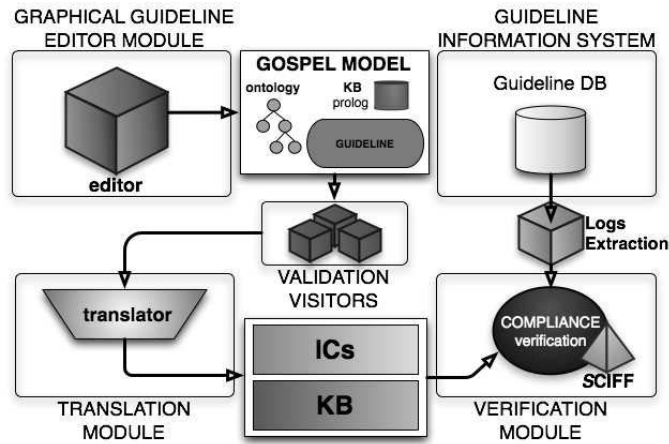 GRAPHICAL GUIDELINE
EDITOR MODULE
editor
GOSPEL MODEL
ontology
KB
prolog
GUIDELINE
GUIDELINE
INFORMATION SYSTEM
Guideline DB
Logs
Extraction
VALIDATION
VISITORS
translator
TRANSLATION
MODULE
ICs
KB
COMPLIANCE
verification
SCIFF
VERIFICATION
MODULE